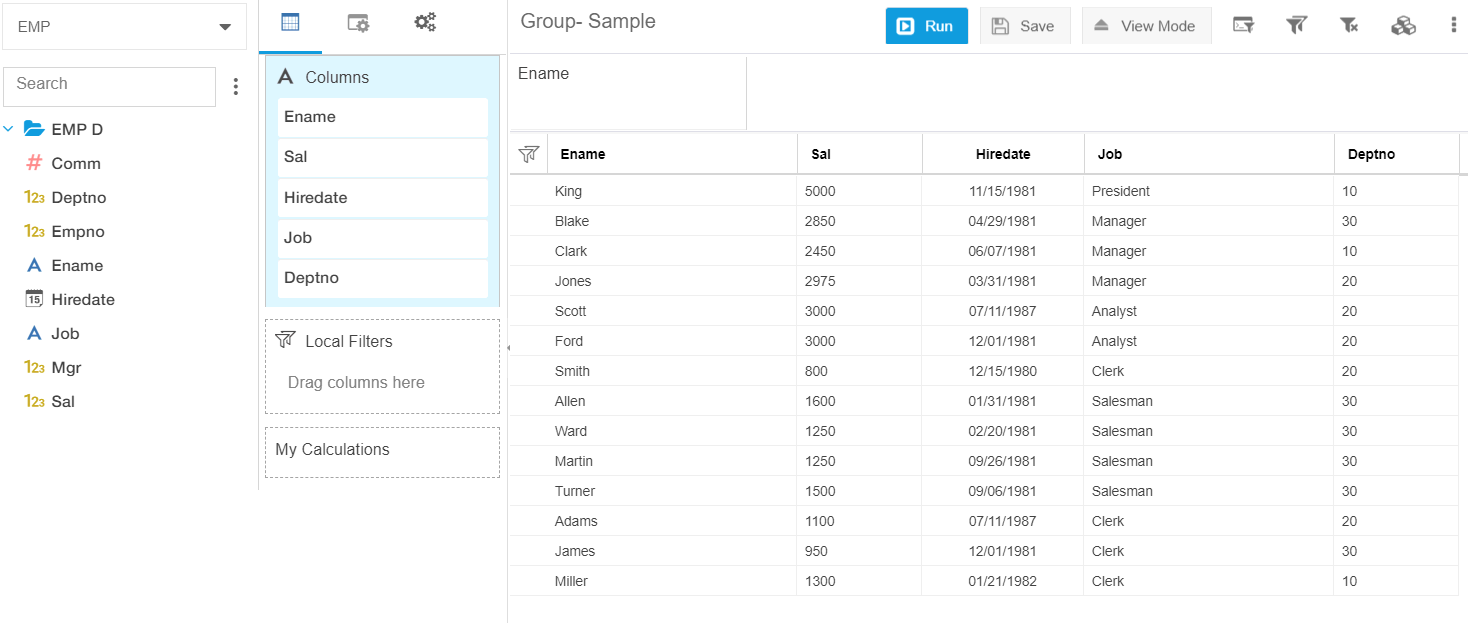 EMP
Search
EMP D
# Comm
123 Deptno
123 Empno
A Ename
15 Hiredate
A Job
123 Mgr
123 Sal
A Columns
Ename
Sal
Hiredate
Job
Deptno
Local Filters
Drag columns here
My Calculations
Group- Sample
Run Save View Mode
Ename
Ename Sal Hiredate Job Deptno
King 5000 11/15/1981 President 10
Blake 2850 04/29/1981 Manager 30
Clark 2450 06/07/1981 Manager 10
Jones 2975 03/31/1981 Manager 20
Scott 3000 07/11/1987 Analyst 20
Ford 3000 12/01/1981 Analyst 20
Smith 800 12/15/1980 Clerk 20
Allen 1600 01/31/1981 Salesman 30
Ward 1250 02/20/1981 Salesman 30
Martin 1250 09/26/1981 Salesman 30
Turner 1500 09/06/1981 Salesman 30
Adams 1100 07/11/1987 Clerk 20
James 950 12/01/1981 Clerk 30
Miller 1300 01/21/1982 Clerk 10